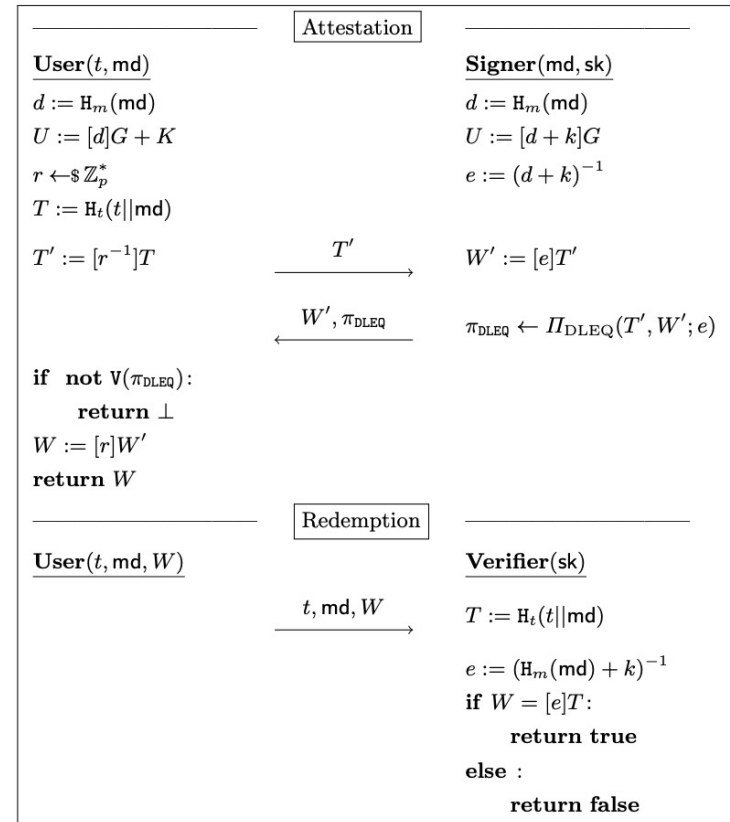 Attestation
User(t, md) Signer(md, sk)
d := H_m(md) d := H_m(md)
U := [d]G + K U := [d + k]G
r ←$ ℤ*_p e := (d + k)^{-1}
T := H_t(t||md)
T' := [r^{-1}]T T' W' := [e]T'
W', π_DLEQ π_DLEQ ← Π_DLEQ(T', W'; e)
if not V(π_DLEQ):
return ⊥
W := [r]W'
return W
Redemption
User(t, md, W) Verifier(sk)
t, md, W T := H_t(t||md)
e := (H_m(md) + k)^{-1}
if W = [e]T:
return true
else :
return false